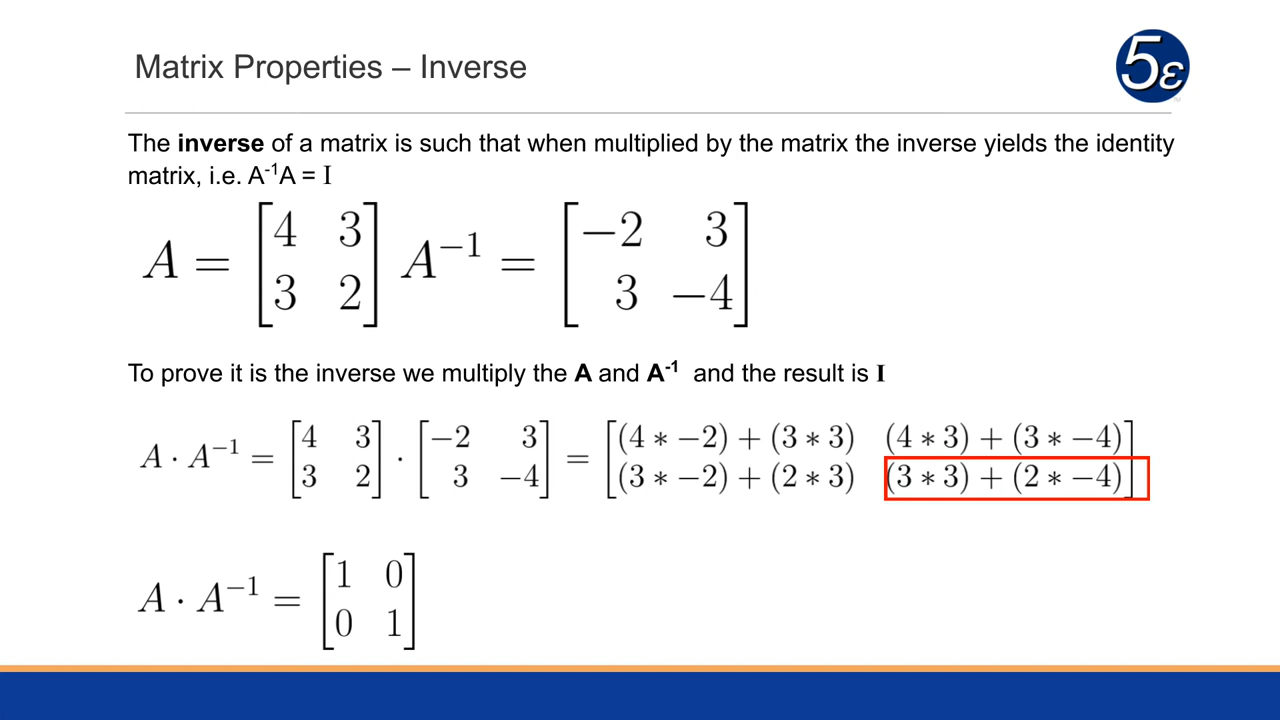 Matrix Properties – Inverse
5ε
The inverse of a matrix is such that when multiplied by the matrix the inverse yields the identity
matrix, i.e. A⁻¹A = I
A = [4 3; 3 2] A⁻¹ = [−2 3; 3 −4]
To prove it is the inverse we multiply the A and A⁻¹ and the result is I
A · A⁻¹ = [4 3; 3 2] · [−2 3; 3 −4] = [(4 * −2) + (3 * 3) (4 * 3) + (3 * −4); (3 * −2) + (2 * 3) (3 * 3) + (2 * −4)]
A · A⁻¹ = [1 0; 0 1]